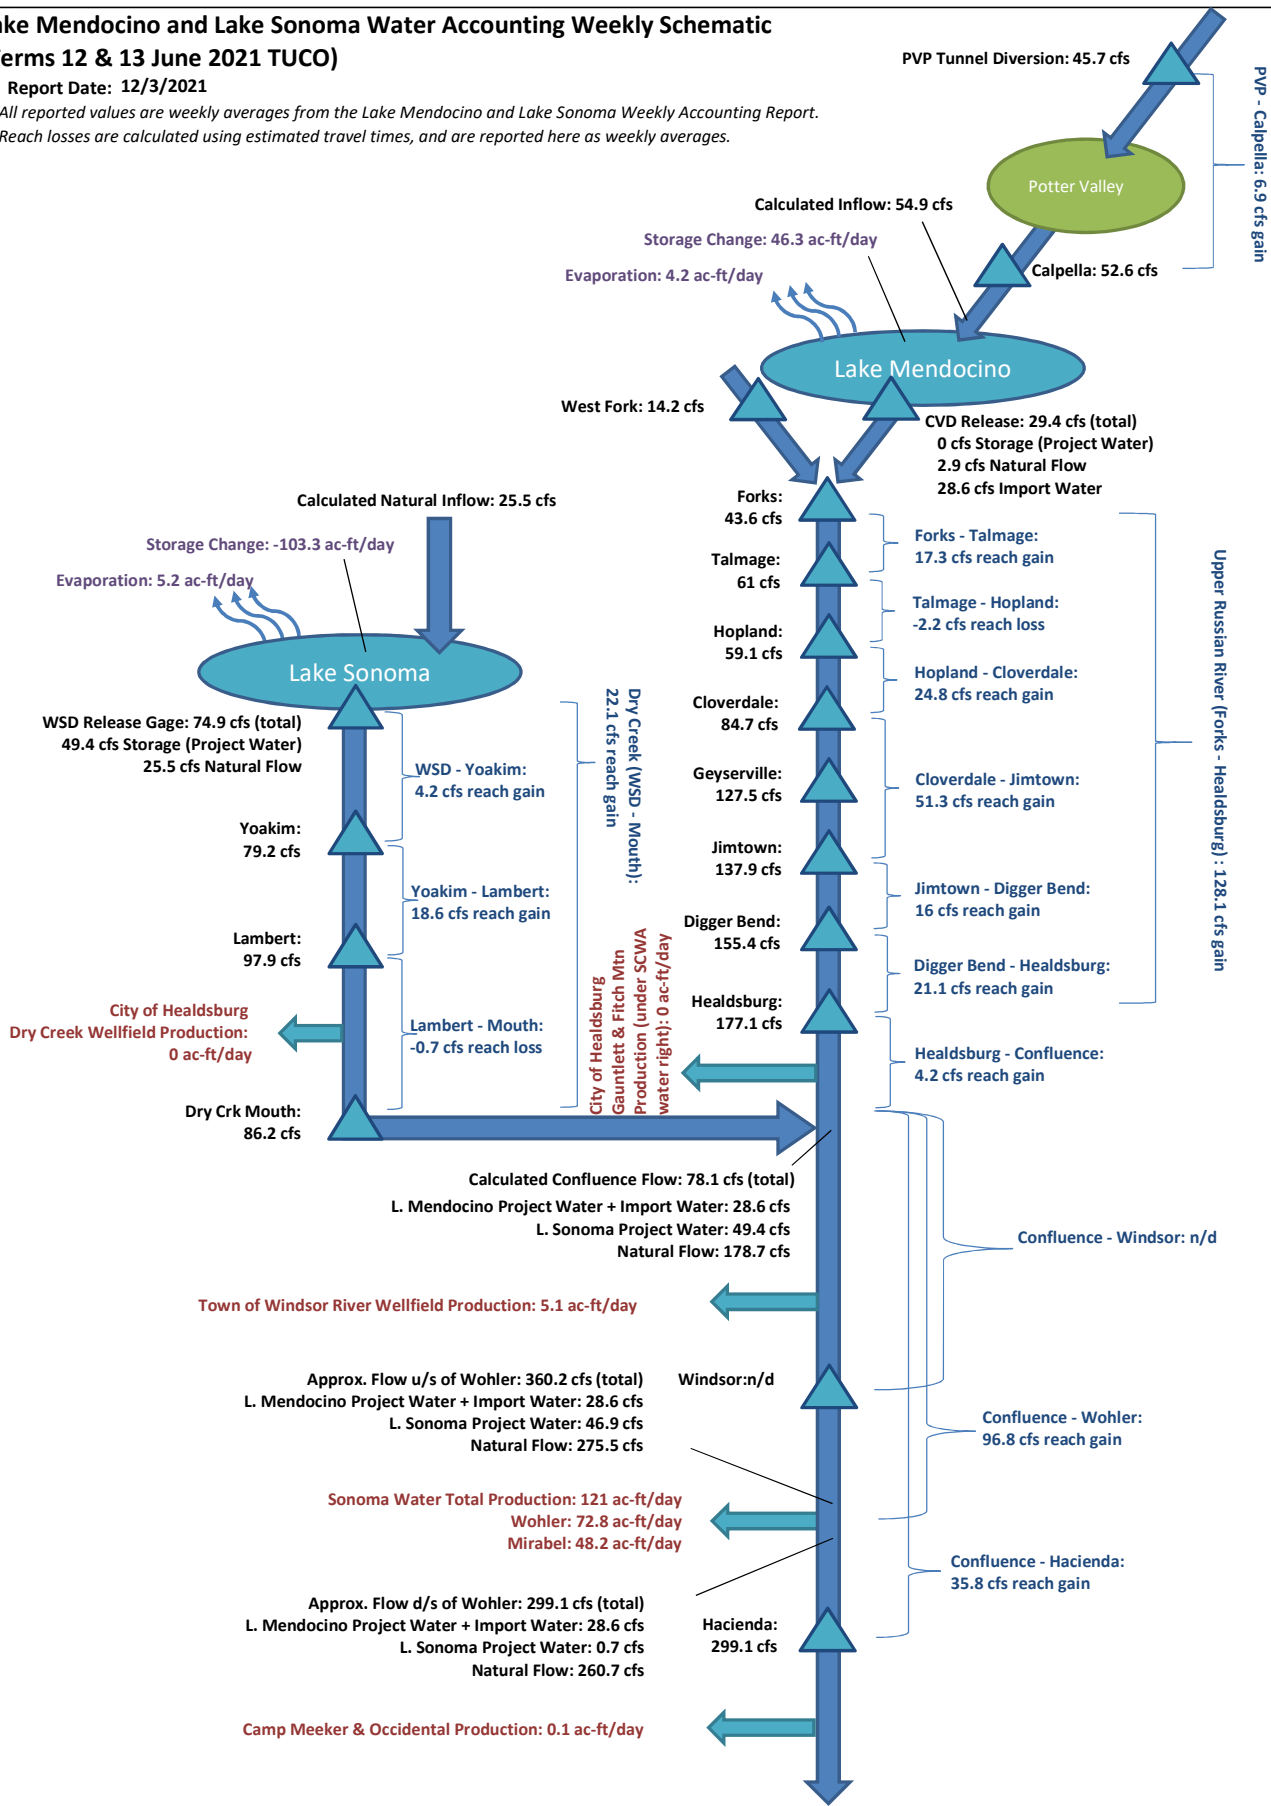 ake Mendocino and Lake Sonoma Water Accounting Weekly Schematic
Terms 12 & 13 June 2021 TUCO)
Report Date: 12/3/2021
All reported values are weekly averages from the Lake Mendocino and Lake Sonoma Weekly Accounting Report.
Reach losses are calculated using estimated travel times, and are reported here as weekly averages.
PVP Tunnel Diversion: 45.7 cfs
PVP - Calpella: 6.9 cfs gain
Potter Valley
Calculated Inflow: 54.9 cfs
Storage Change: 46.3 ac-ft/day
Evaporation: 4.2 ac-ft/day
Calpella: 52.6 cfs
Lake Mendocino
West Fork: 14.2 cfs
CVD Release: 29.4 cfs (total)
0 cfs Storage (Project Water)
2.9 cfs Natural Flow
28.6 cfs Import Water
Forks:
43.6 cfs
Forks - Talmage:
17.3 cfs reach gain
Talmage:
61 cfs
Talmage - Hopland:
-2.2 cfs reach loss
Hopland:
59.1 cfs
Hopland - Cloverdale:
24.8 cfs reach gain
Cloverdale:
84.7 cfs
Geyserville:
127.5 cfs
Cloverdale - Jimtown:
51.3 cfs reach gain
Jimtown:
137.9 cfs
Jimtown - Digger Bend:
16 cfs reach gain
Digger Bend:
155.4 cfs
Digger Bend - Healdsburg:
21.1 cfs reach gain
Healdsburg:
177.1 cfs
Healdsburg - Confluence:
4.2 cfs reach gain
Upper Russian River (Forks - Healdsburg) : 128.1 cfs gain
Calculated Natural Inflow: 25.5 cfs
Storage Change: -103.3 ac-ft/day
Evaporation: 5.2 ac-ft/day
Lake Sonoma
WSD Release Gage: 74.9 cfs (total)
49.4 cfs Storage (Project Water)
25.5 cfs Natural Flow
WSD - Yoakim:
4.2 cfs reach gain
Yoakim:
79.2 cfs
Yoakim - Lambert:
18.6 cfs reach gain
Lambert:
97.9 cfs
City of Healdsburg
Dry Creek Wellfield Production:
0 ac-ft/day
Lambert - Mouth:
-0.7 cfs reach loss
Dry Crk Mouth:
86.2 cfs
Dry Creek (WSD - Mouth):
22.1 cfs reach gain
City of Healdsburg
Gauntlett & Fitch Mtn
Production (under SCWA
water right): 0 ac-ft/day
Calculated Confluence Flow: 78.1 cfs (total)
L. Mendocino Project Water + Import Water: 28.6 cfs
L. Sonoma Project Water: 49.4 cfs
Natural Flow: 178.7 cfs
Confluence - Windsor: n/d
Town of Windsor River Wellfield Production: 5.1 ac-ft/day
Approx. Flow u/s of Wohler: 360.2 cfs (total)
L. Mendocino Project Water + Import Water: 28.6 cfs
L. Sonoma Project Water: 46.9 cfs
Natural Flow: 275.5 cfs
Windsor:n/d
Confluence - Wohler:
96.8 cfs reach gain
Sonoma Water Total Production: 121 ac-ft/day
Wohler: 72.8 ac-ft/day
Mirabel: 48.2 ac-ft/day
Confluence - Hacienda:
35.8 cfs reach gain
Approx. Flow d/s of Wohler: 299.1 cfs (total)
L. Mendocino Project Water + Import Water: 28.6 cfs
L. Sonoma Project Water: 0.7 cfs
Natural Flow: 260.7 cfs
Hacienda:
299.1 cfs
Camp Meeker & Occidental Production: 0.1 ac-ft/day